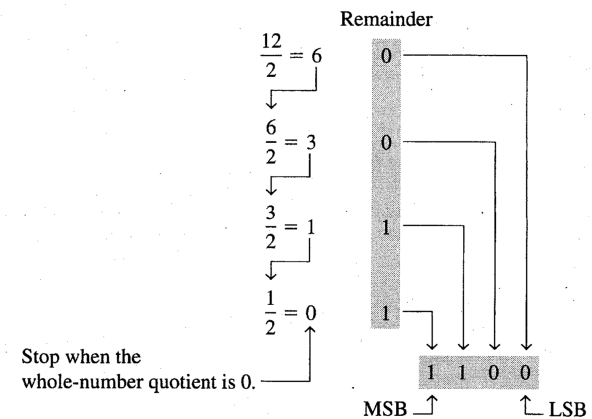 Remainder
12/2 = 6 0
6/2 = 3 0
3/2 = 1 1
1/2 = 0 1
Stop when the
whole-number quotient is 0.
1 1 0 0
MSB LSB